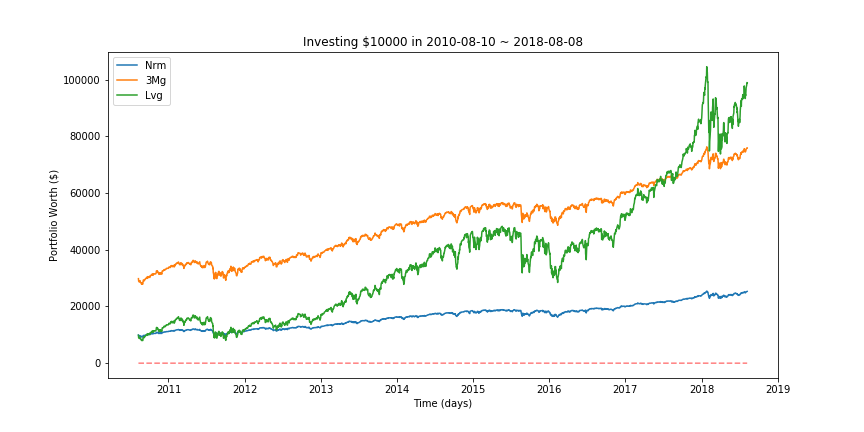 Investing $10000 in 2010-08-10 ~ 2018-08-08
Nrm
3Mg
Lvg
100000
80000
60000
40000
20000
0
Portfolio Worth ($)
2011 2012 2013 2014 2015 2016 2017 2018 2019
Time (days)